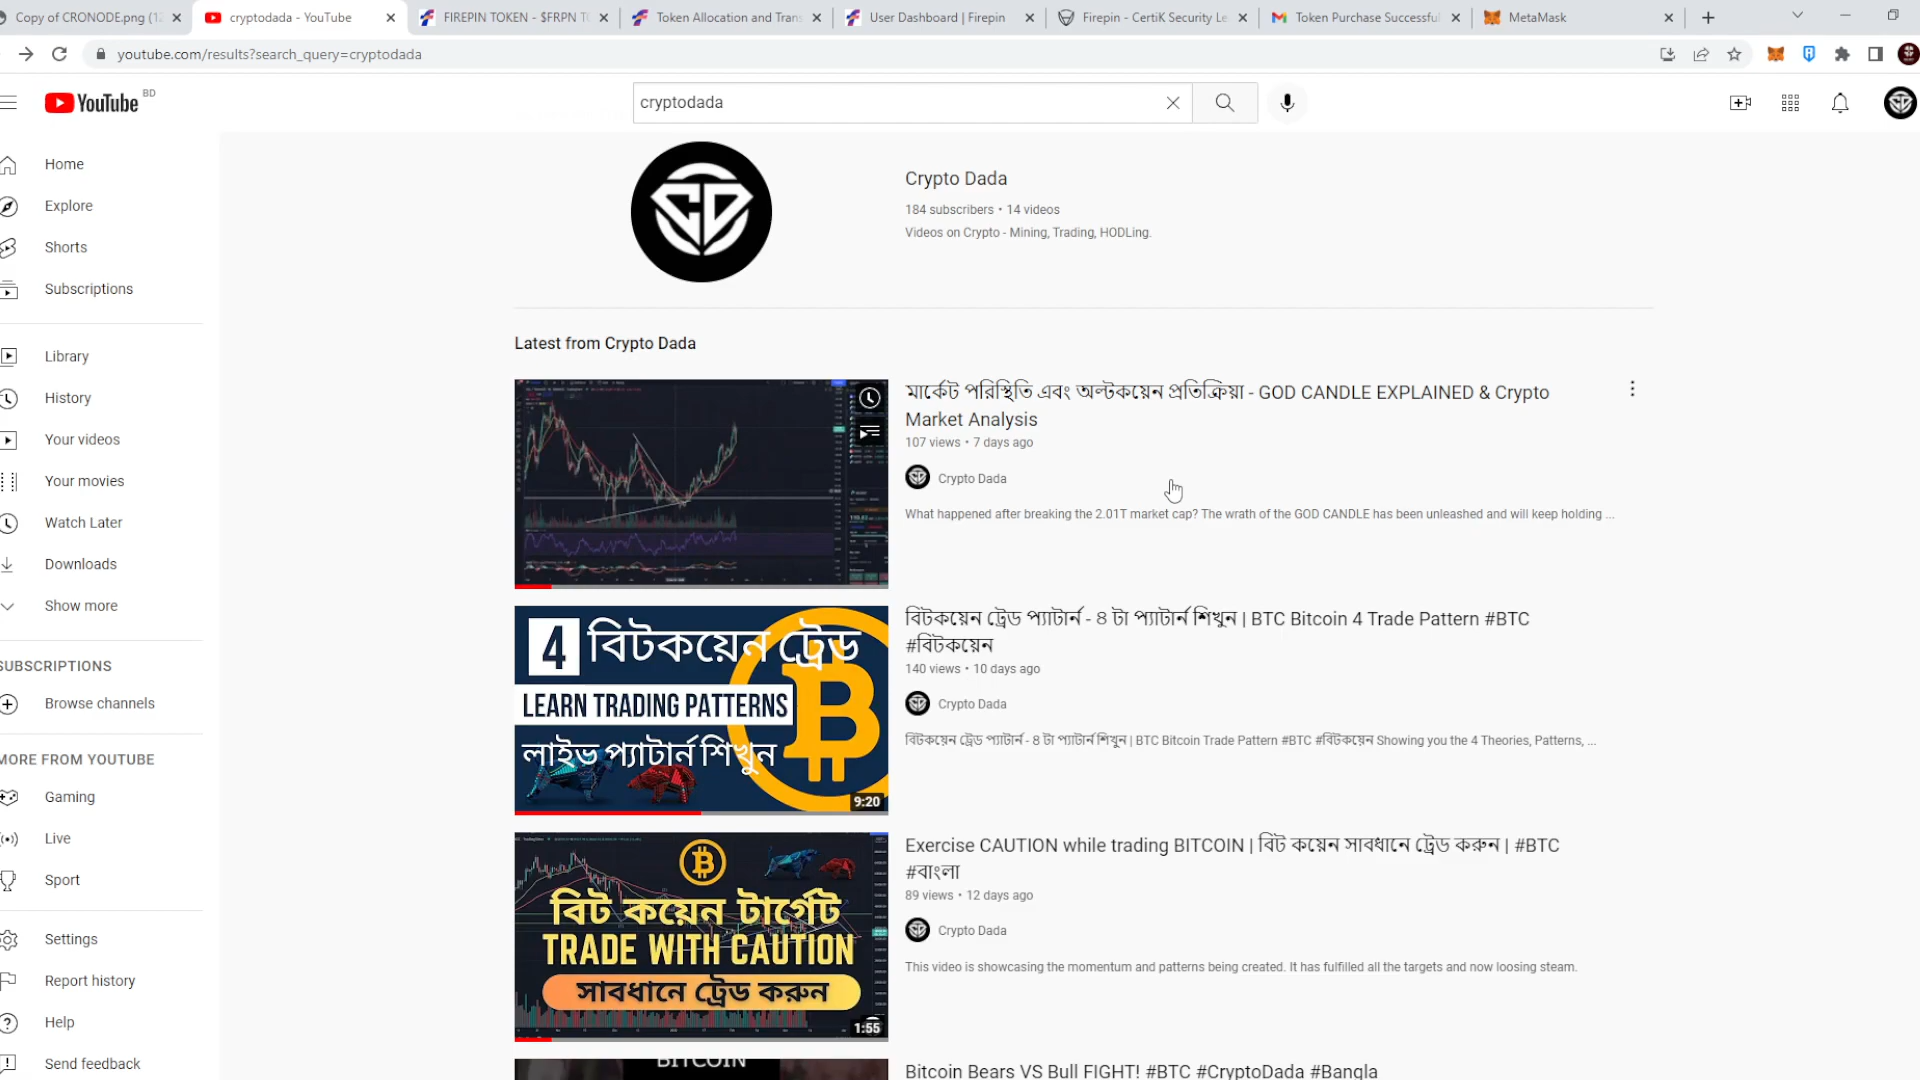 Copy of CRONODE.png (1
cryptodada - YouTube
FIREPIN TOKEN - $FRPN
Token Allocation and Tran
User Dashboard | Firepin
Firepin - CertiK Security Le
Token Purchase Successful
MetaMask
youtube.com/results?search_query=cryptodada
YouTube BD
cryptodada
Home
Explore
Shorts
Subscriptions
Library
History
Your videos
Your movies
Watch Later
Downloads
Show more
SUBSCRIPTIONS
Browse channels
MORE FROM YOUTUBE
Gaming
Live
Sport
Settings
Report history
Help
Send feedback
CD
Crypto Dada
184 subscribers • 14 videos
Videos on Crypto - Mining, Trading, HODLing.
Latest from Crypto Dada
মার্কেট পরিস্থিতি এবং অল্টকয়েন প্রতিক্রিয়া - GOD CANDLE EXPLAINED & Crypto
Market Analysis
107 views • 7 days ago
Crypto Dada
What happened after breaking the 2.01T market cap? The wrath of the GOD CANDLE has been unleashed and will keep holding ...
4 বিটকয়েন ট্রেড
LEARN TRADING PATTERNS
লাইভ প্যাটার্ন শিখুন
9:20
বিটকয়েন ট্রেড প্যাটার্ন - ৪ টা প্যাটার্ন শিখুন | BTC Bitcoin 4 Trade Pattern #BTC
#বিটকয়েন
140 views • 10 days ago
Crypto Dada
বিটকয়েন ট্রেড প্যাটার্ন - ৪ টা প্যাটার্ন শিখুন | BTC Bitcoin Trade Pattern #BTC #বিটকয়েন Showing you the 4 Theories, Patterns, ...
বিট কয়েন টার্গেট
TRADE WITH CAUTION
সাবধানে ট্রেড করুন
1:55
Exercise CAUTION while trading BITCOIN | বিট কয়েন সাবধানে ট্রেড করুন | #BTC
#বাংলা
89 views • 12 days ago
Crypto Dada
This video is showcasing the momentum and patterns being created. It has fulfilled all the targets and now loosing steam.
BITCOIN
Bitcoin Bears VS Bull FIGHT! #BTC #CryptoDada #Bangla